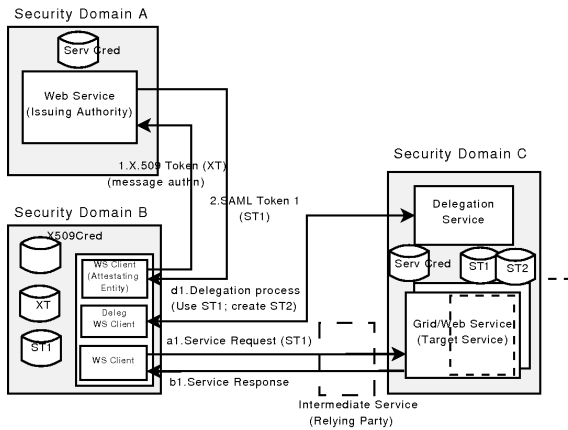 Security Domain A
Serv Cred
Web Service
(Issuing Authority)
1.X.509 Token (XT)
(message authn)
2.SAML Token 1
(ST1)
Security Domain C
Delegation
Service
Serv Cred
ST1
ST2
Grid/Web Service
(Target Service)
Security Domain B
X509Cred
XT
ST1
WS Client
(Attestating
Entity)
Deleg
WS Client
WS Client
d1.Delegation process
(Use ST1; create ST2)
a1.Service Request (ST1)
b1.Service Response
Intermediate Service
(Relying Party)